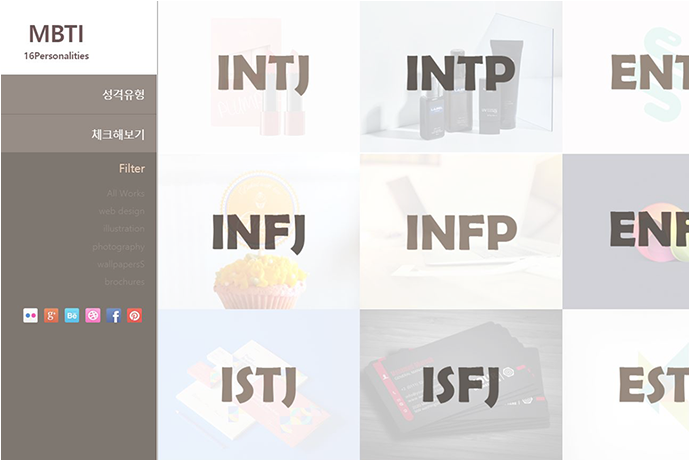 MBTI
16Personalities
성격유형
체크해보기
Filter
All Works
web design
illustration
photography
wallpapers5
brochures
INTJ
INTP
ENT
INFJ
INFP
ENF
ISTJ
ISFJ
EST